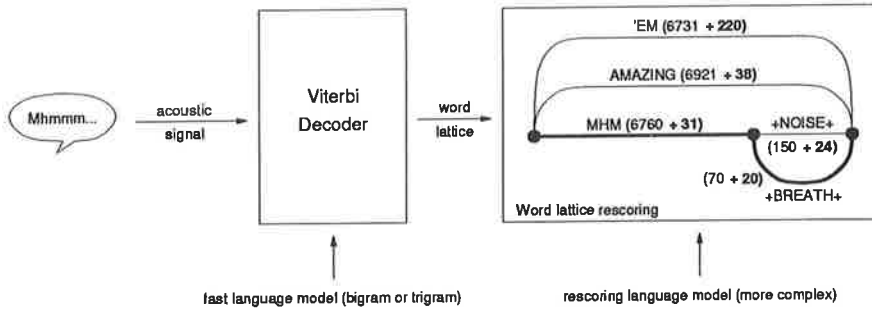 'EM (6731 + 220)
AMAZING (6921 + 38)
Mhmmm...
acoustic
signal
Viterbi
Decoder
word
lattice
MHM (6760 + 31)
+NOISE+
(150 + 24)
(70 + 20)
+BREATH+
Word lattice rescoring
fast language model (bigram or trigram)
rescoring language model (more complex)